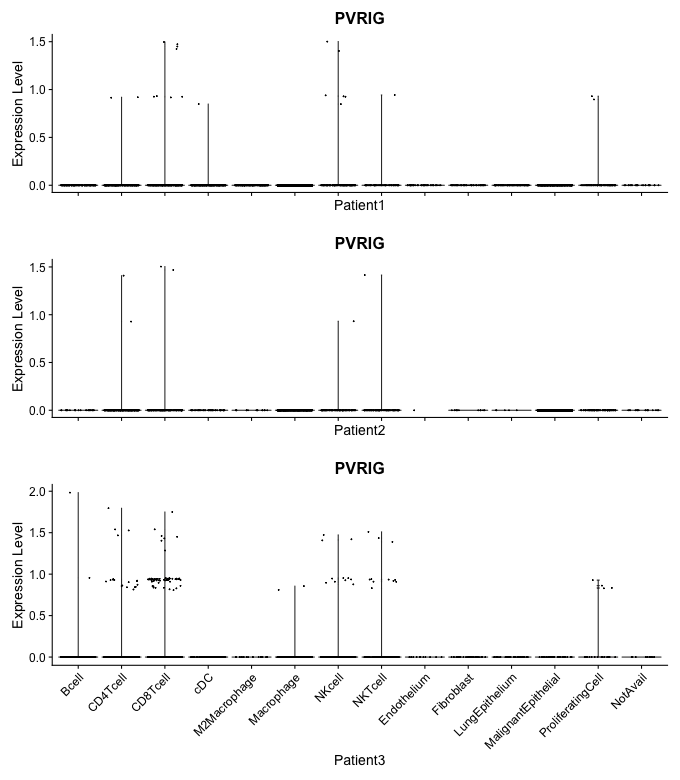 PVRIG
Expression Level
1.5
1.0
0.5
0.0
Patient1
PVRIG
Expression Level
1.5
1.0
0.5
0.0
Patient2
PVRIG
Expression Level
2.0
1.5
1.0
0.5
0.0
Bcell
CD4Tcell
CD8Tcell
cDC
M2Macrophage
Macrophage
NKcell
NKTcell
Endothelium
Fibroblast
LungEpithelium
MalignantEpithelial
ProliferatingCell
NotAvail
Patient3